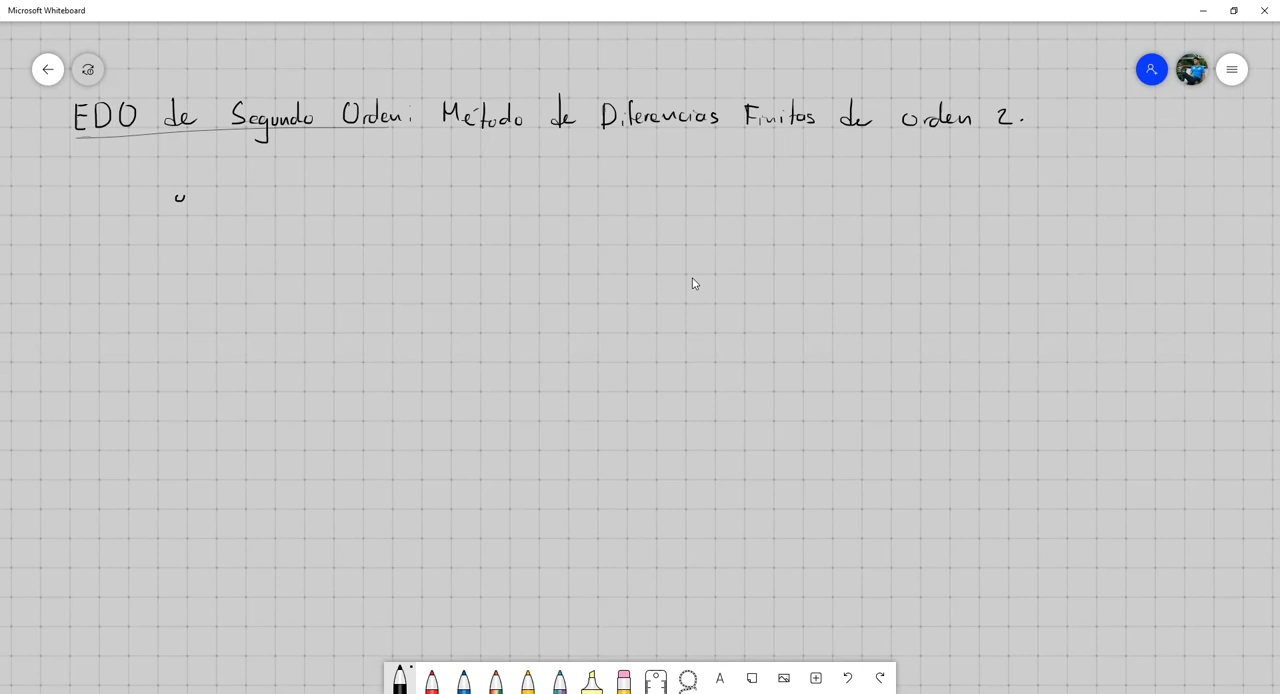 Microsoft Whiteboard
EDO de Segundo Orden: Método de Diferencias Finitas de orden 2.
u
A